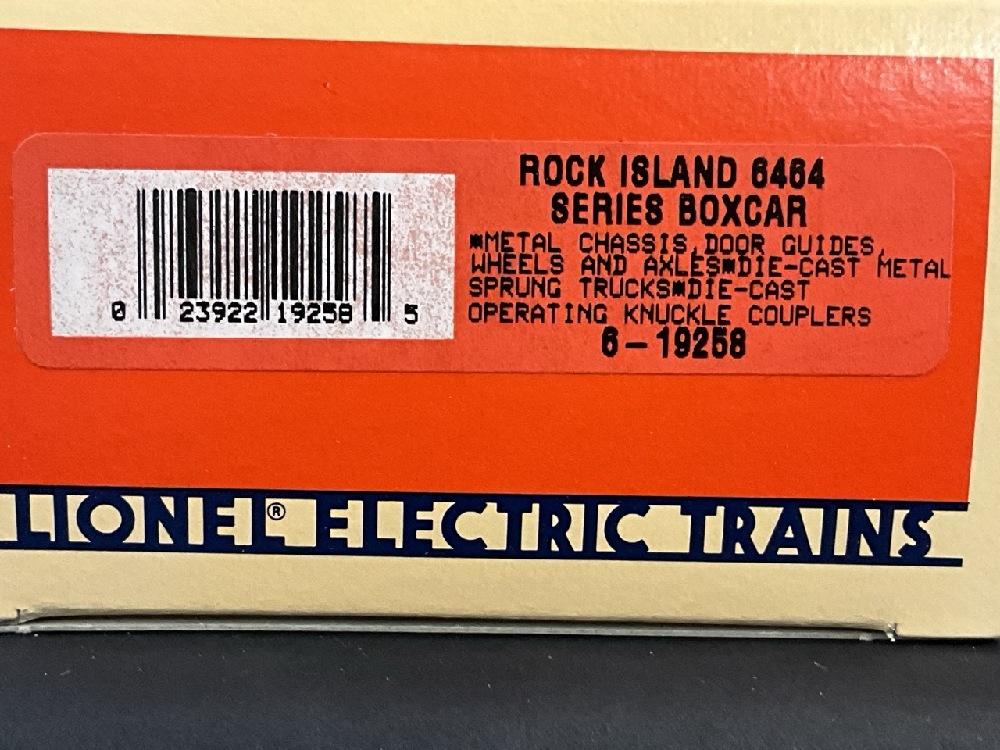 ROCK ISLAND 6464
SERIES BOXCAR
*METAL CHASSIS,DOOR GUIDES,
WHEELS AND AXLES*DIE-CAST METAL
SPRUNG TRUCKS*DIE-CAST
OPERATING KNUCKLE COUPLERS
6-19258
0 23922 19258 5
LIONEL® ELECTRIC TRAINS